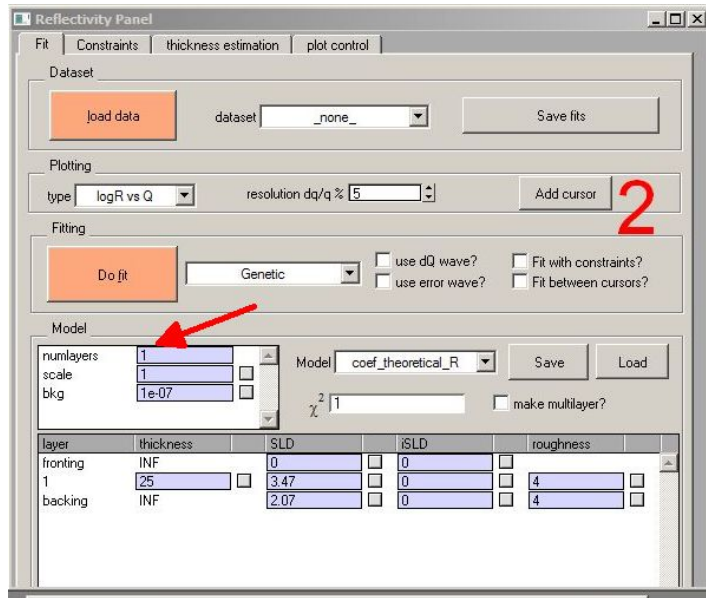 Reflectivity Panel
Fit Constraints thickness estimation plot control
Dataset
load data dataset _none_ Save fits
Plotting
type logR vs Q resolution dq/q % 5 Add cursor 2
Fitting
Do fit Genetic use dQ wave? Fit with constraints?
use error wave? Fit between cursors?
Model
numlayers 1
scale 1 Model coef_theoretical_R Save Load
bkg 1e-07
χ2 1 make multilayer?
layer thickness SLD iSLD roughness
fronting INF 0 0
1 25 3.47 0 4
backing INF 2.07 0 4